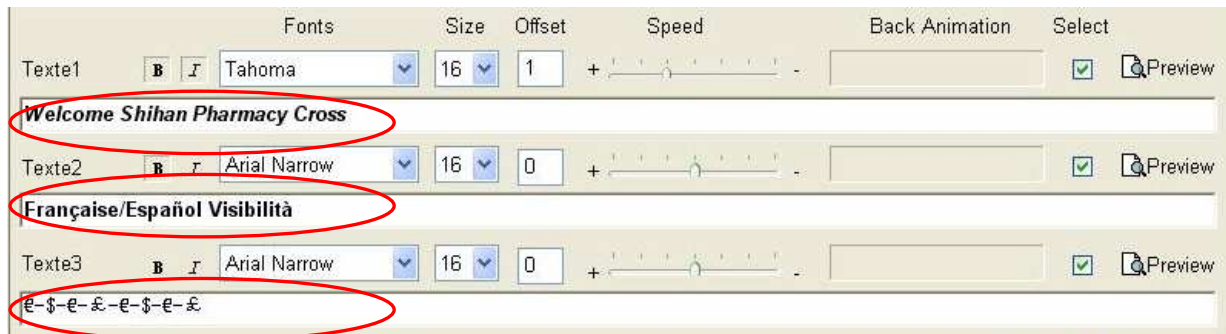 Fonts Size Offset Speed Back Animation Select
Texte1 B I Tahoma 16 1 + - Preview
Welcome Shihan Pharmacy Cross
Texte2 B I Arial Narrow 16 0 + - Preview
Française/Español Visibilità
Texte3 B I Arial Narrow 16 0 + - Preview
€-$-€-£-€-$-€-£